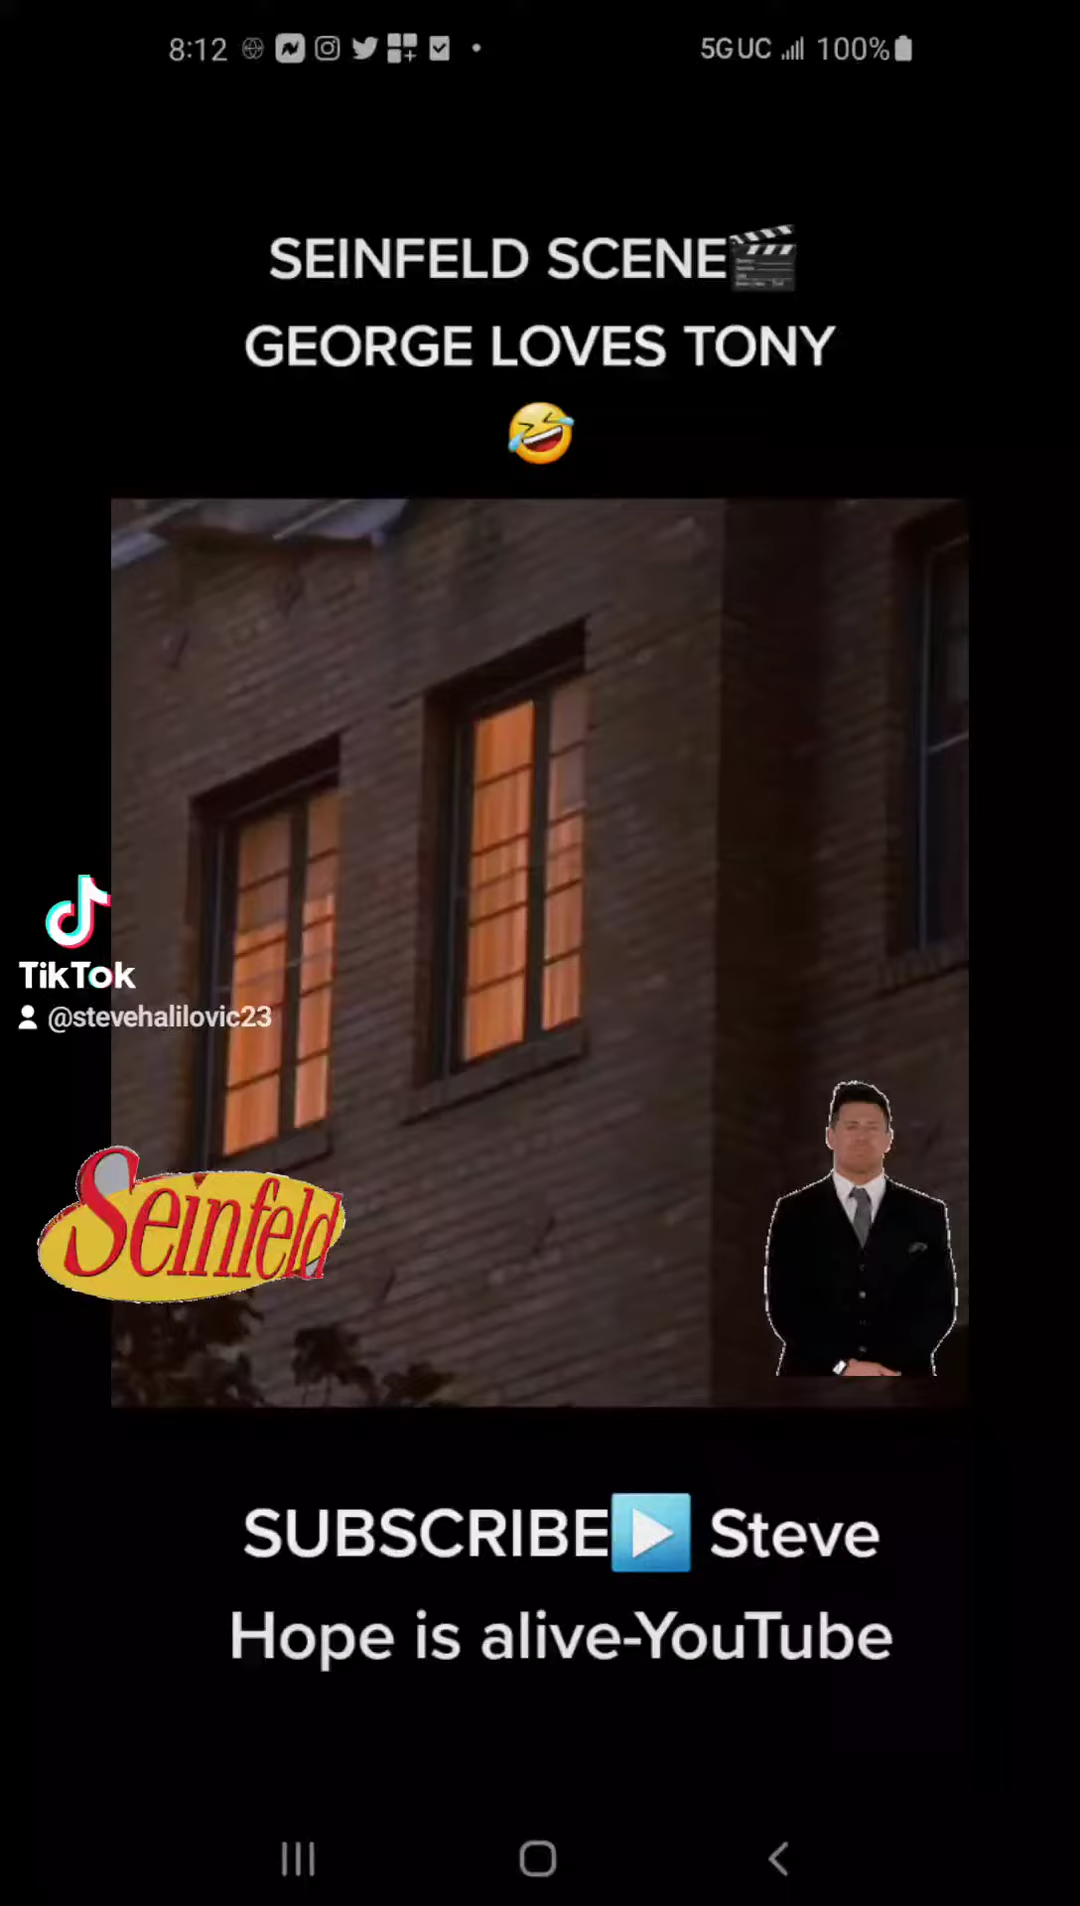 8:12
5G UC 100%
SEINFELD SCENE🎬
GEORGE LOVES TONY
🤣
TikTok
@stevehalilovic23
Seinfeld
SUBSCRIBE▶️ Steve
Hope is alive-YouTube